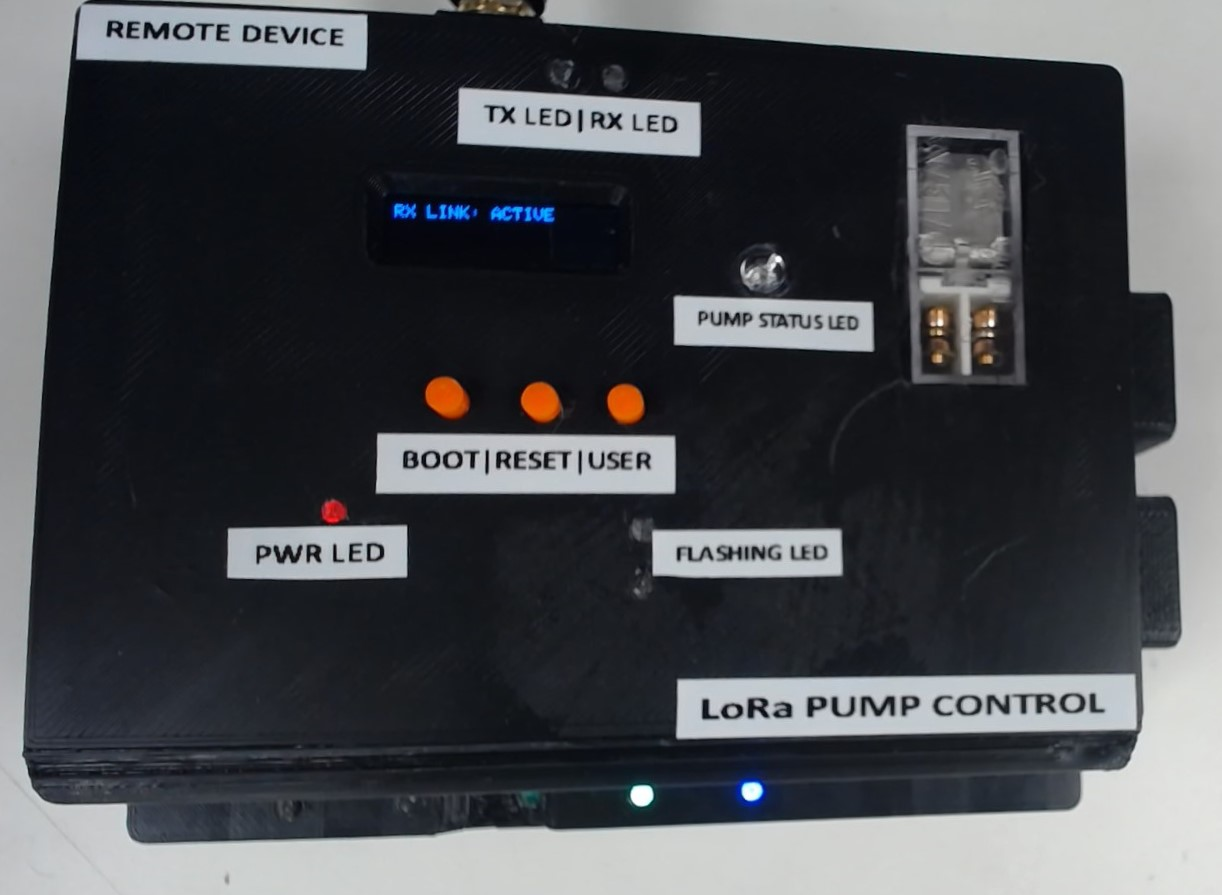 REMOTE DEVICE
TX LED|RX LED
RX LINK: ACTIVE
PUMP STATUS LED
BOOT|RESET|USER
PWR LED
FLASHING LED
LoRa PUMP CONTROL